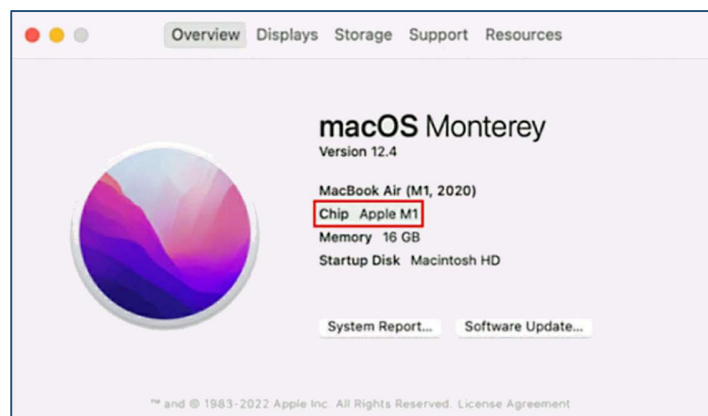 Overview Displays Storage Support Resources
macOS Monterey
Version 12.4
MacBook Air (M1, 2020)
Chip Apple M1
Memory 16 GB
Startup Disk Macintosh HD
System Report... Software Update...
™ and © 1983-2022 Apple Inc. All Rights Reserved. License Agreement